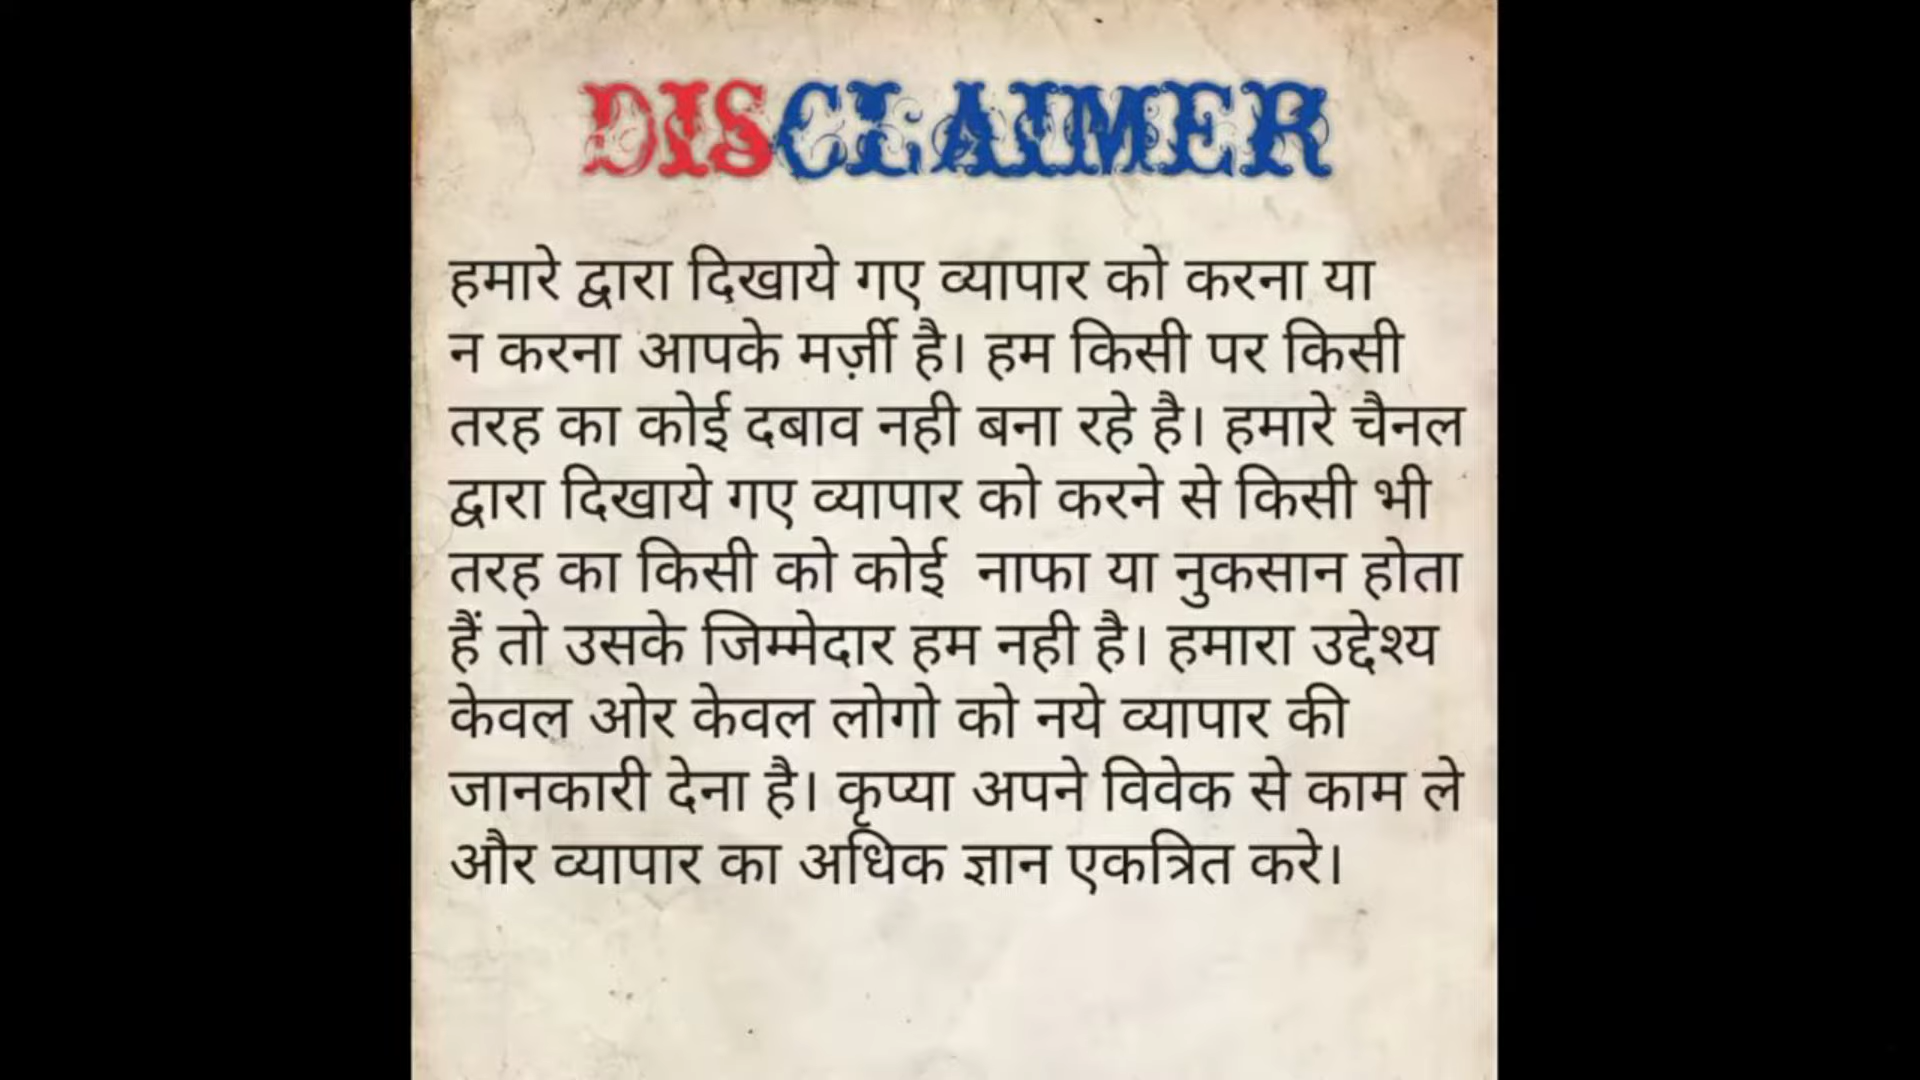 DISCLAIMER
हमारे द्वारा दिखाये गए व्यापार को करना या
न करना आपके मर्ज़ी है। हम किसी पर किसी
तरह का कोई दबाव नही बना रहे है। हमारे चैनल
द्वारा दिखाये गए व्यापार को करने से किसी भी
तरह का किसी को कोई नाफा या नुकसान होता
हैं तो उसके जिम्मेदार हम नही है। हमारा उद्देश्य
केवल ओर केवल लोगो को नये व्यापार की
जानकारी देना है। कृप्या अपने विवेक से काम ले
और व्यापार का अधिक ज्ञान एकत्रित करे।